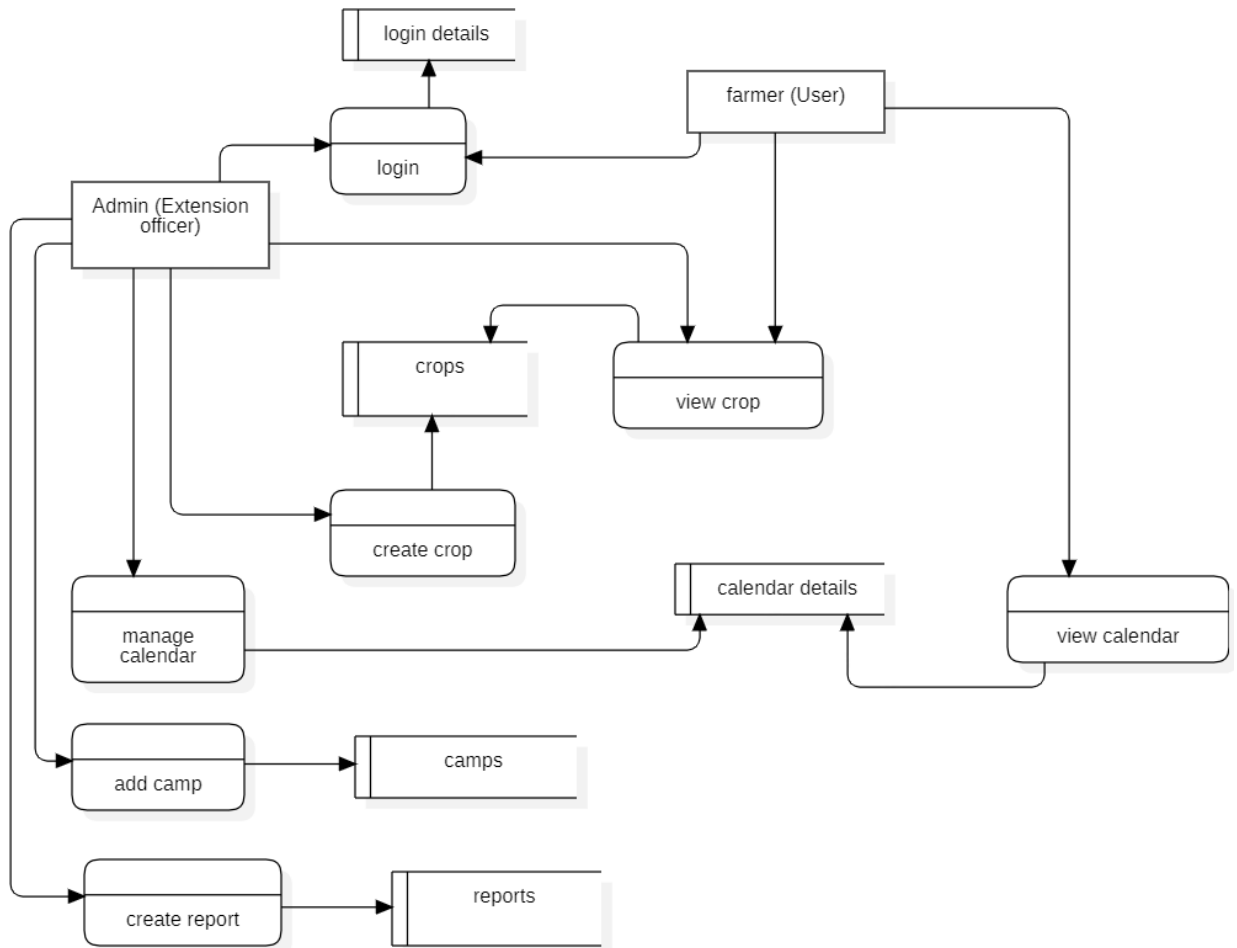 login details
farmer (User)
login
Admin (Extension
officer)
crops
view crop
create crop
calendar details
manage
calendar
view calendar
camps
add camp
reports
create report